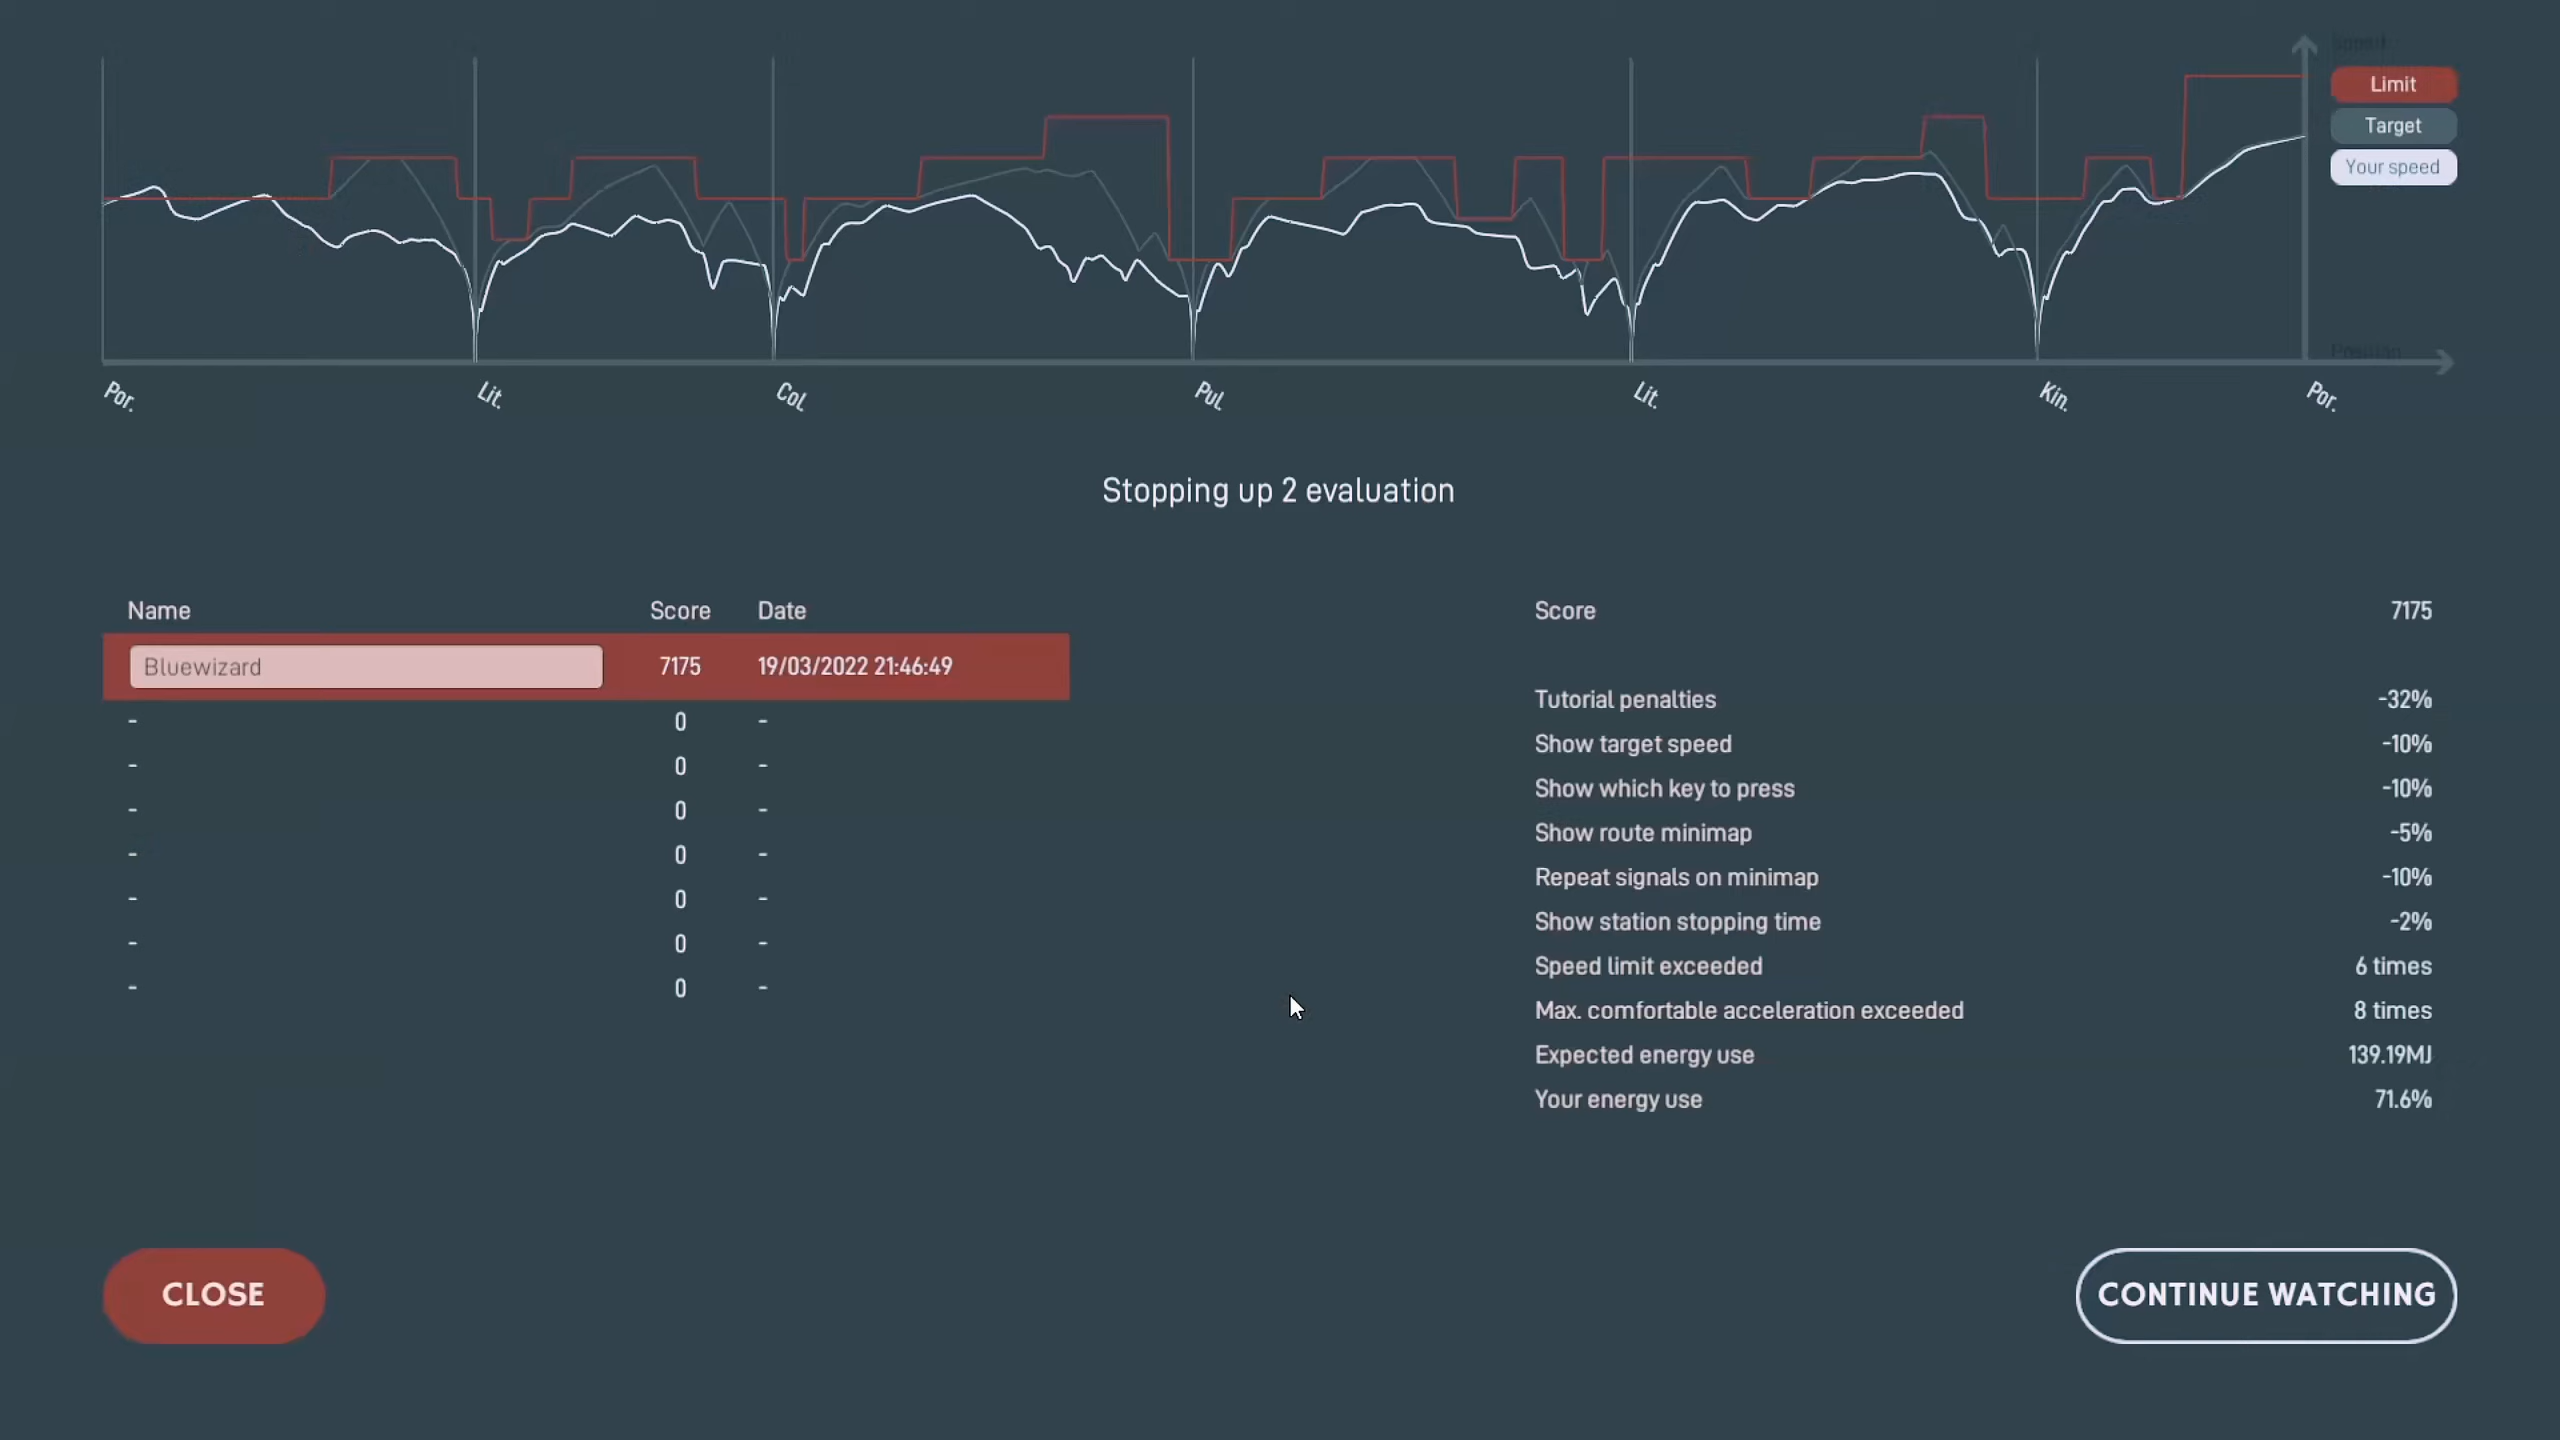 Speed
Limit
Target
Your speed
Position
Por. Lit. Col. Pul. Lit. Kin. Por.
Stopping up 2 evaluation
Name Score Date
Bluewizard 7175 19/03/2022 21:46:49
- 0 -
- 0 -
- 0 -
- 0 -
- 0 -
- 0 -
- 0 -
Score 7175
Tutorial penalties -32%
Show target speed -10%
Show which key to press -10%
Show route minimap -5%
Repeat signals on minimap -10%
Show station stopping time -2%
Speed limit exceeded 6 times
Max. comfortable acceleration exceeded 8 times
Expected energy use 139.19MJ
Your energy use 71.6%
CLOSE
CONTINUE WATCHING